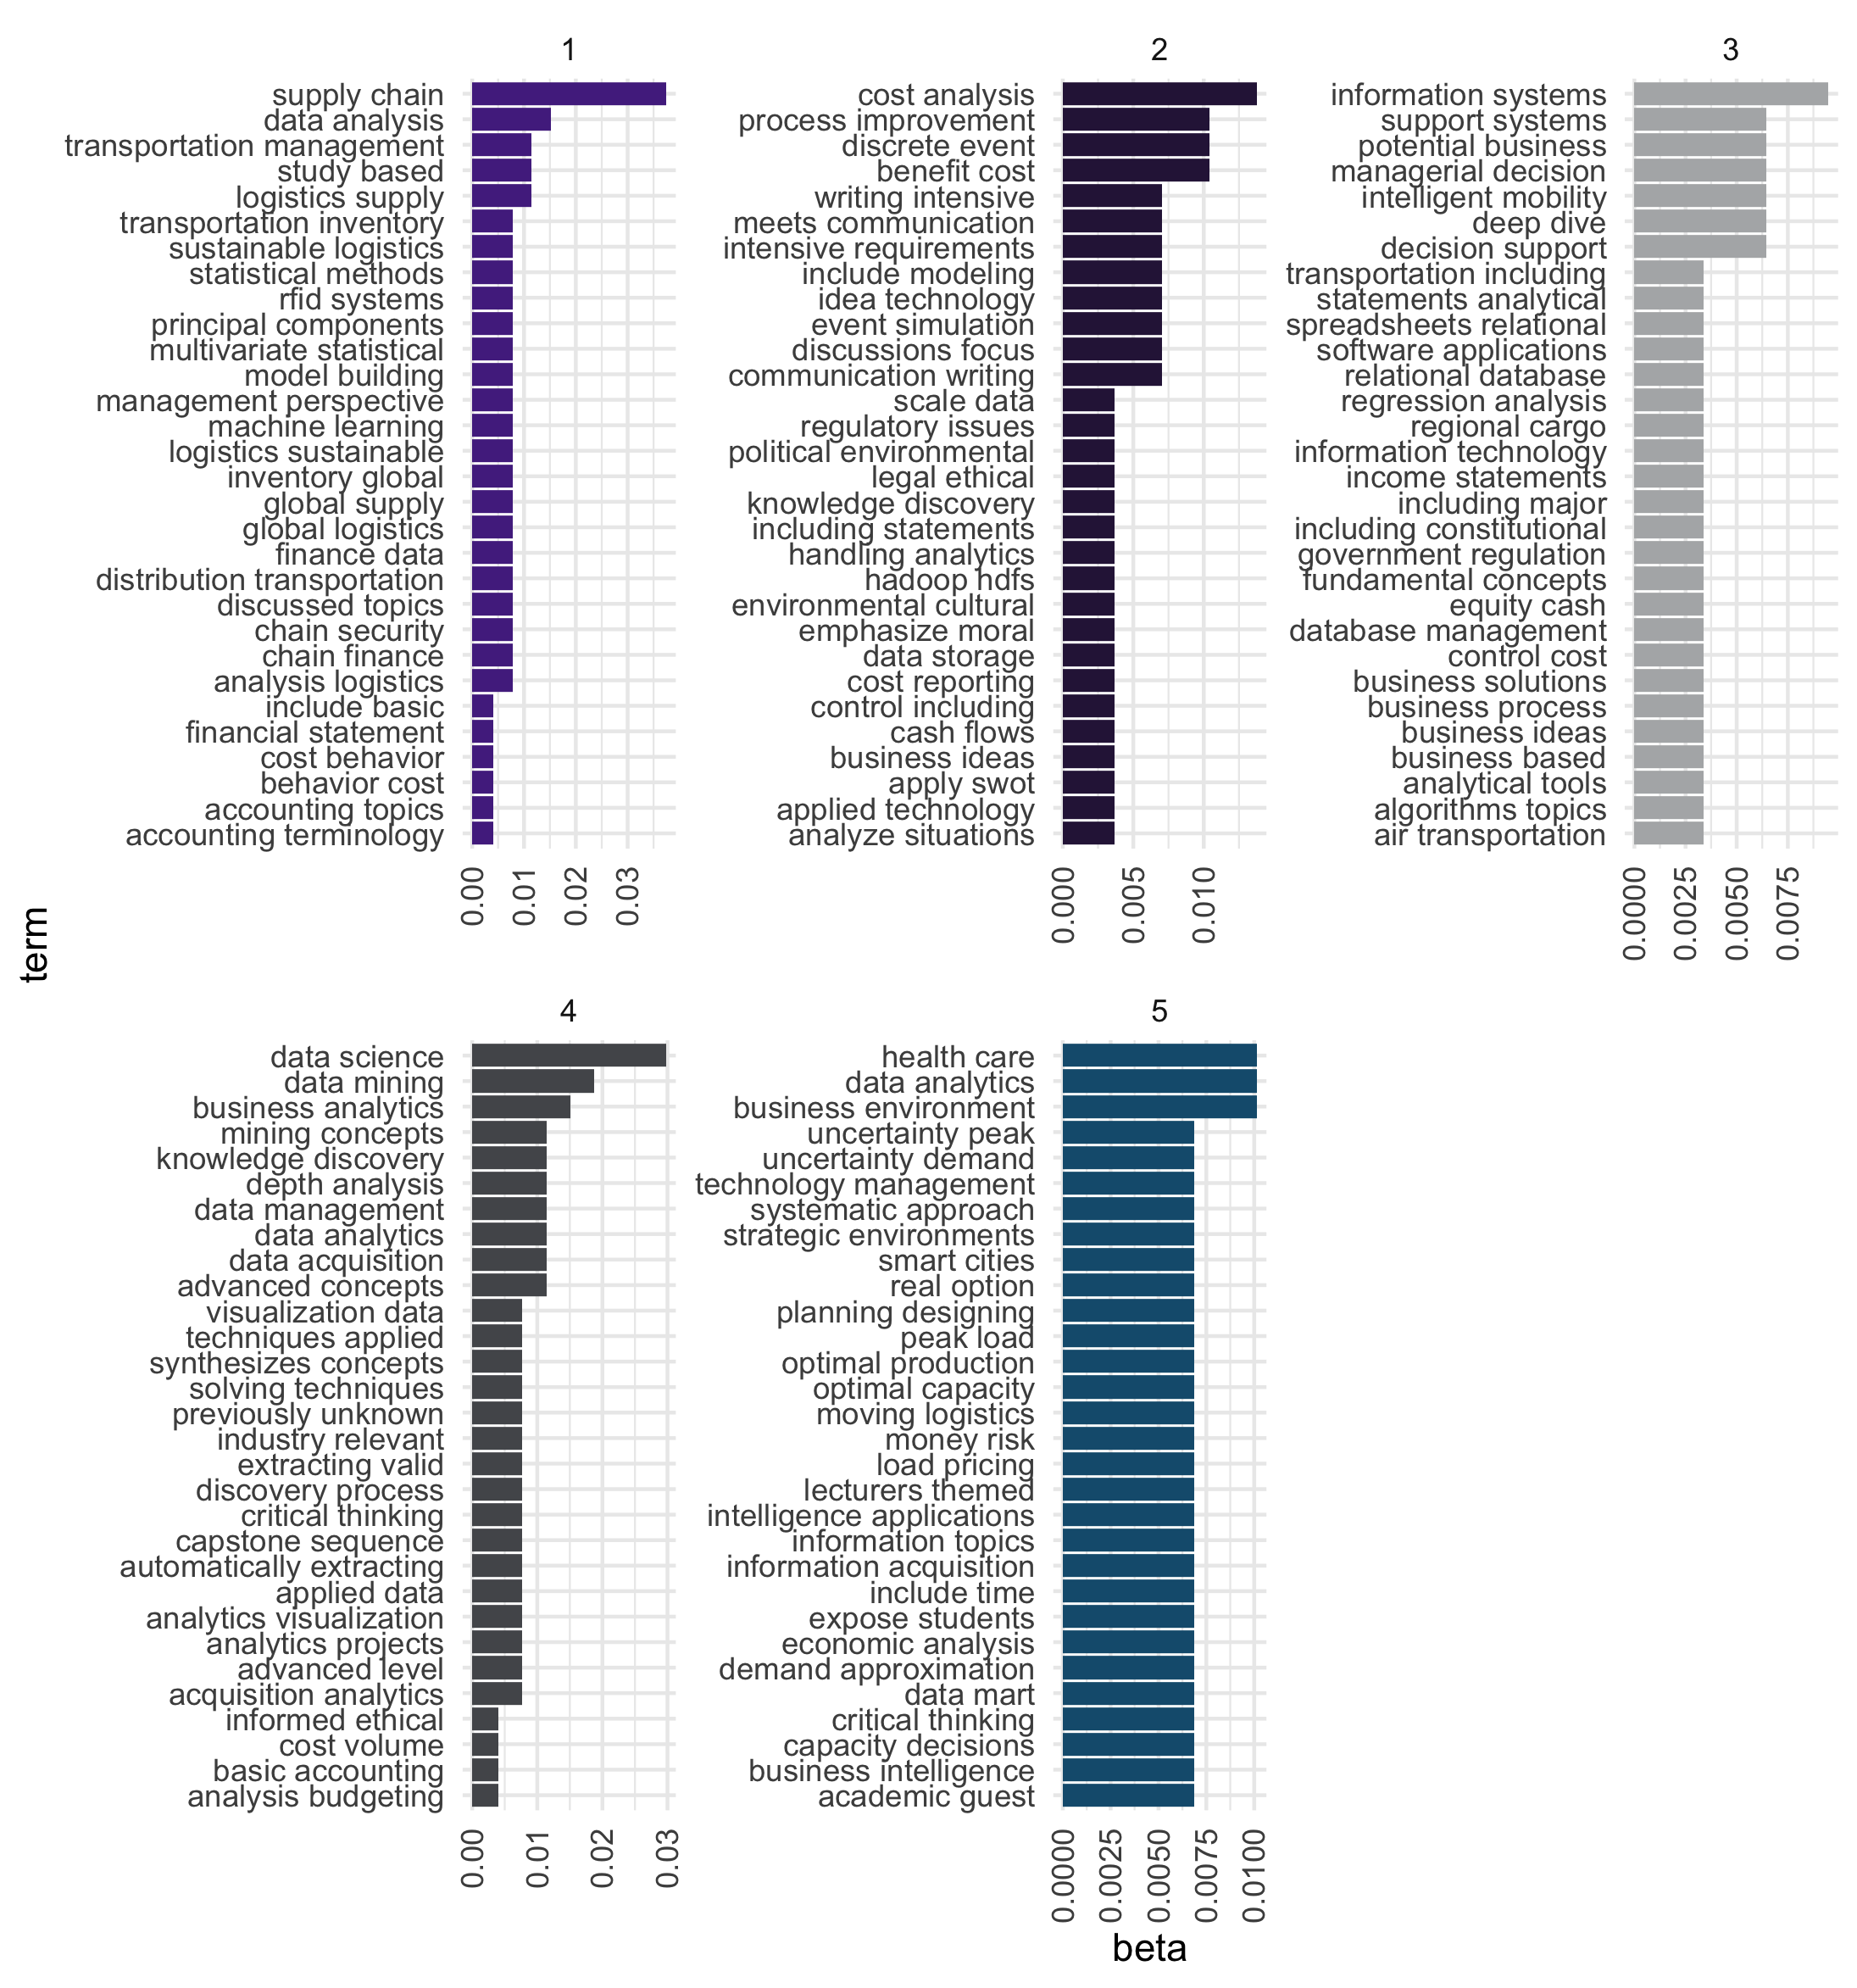 1
supply chain
data analysis
transportation management
study based
logistics supply
transportation inventory
sustainable logistics
statistical methods
rfid systems
principal components
multivariate statistical
model building
management perspective
machine learning
logistics sustainable
inventory global
global supply
global logistics
finance data
distribution transportation
discussed topics
chain security
chain finance
analysis logistics
include basic
financial statement
cost behavior
behavior cost
accounting topics
accounting terminology
0.00
0.01
0.02
0.03
2
cost analysis
process improvement
discrete event
benefit cost
writing intensive
meets communication
intensive requirements
include modeling
idea technology
event simulation
discussions focus
communication writing
scale data
regulatory issues
political environmental
legal ethical
knowledge discovery
including statements
handling analytics
hadoop hdfs
environmental cultural
emphasize moral
data storage
cost reporting
control including
cash flows
business ideas
apply swot
applied technology
analyze situations
0.000
0.005
0.010
3
information systems
support systems
potential business
managerial decision
intelligent mobility
deep dive
decision support
transportation including
statements analytical
spreadsheets relational
software applications
relational database
regression analysis
regional cargo
information technology
income statements
including major
including constitutional
government regulation
fundamental concepts
equity cash
database management
control cost
business solutions
business process
business ideas
business based
analytical tools
algorithms topics
air transportation
0.0000
0.0025
0.0050
0.0075
term
4
data science
data mining
business analytics
mining concepts
knowledge discovery
depth analysis
data management
data analytics
data acquisition
advanced concepts
visualization data
techniques applied
synthesizes concepts
solving techniques
previously unknown
industry relevant
extracting valid
discovery process
critical thinking
capstone sequence
automatically extracting
applied data
analytics visualization
analytics projects
advanced level
acquisition analytics
informed ethical
cost volume
basic accounting
analysis budgeting
0.00
0.01
0.02
0.03
5
health care
data analytics
business environment
uncertainty peak
uncertainty demand
technology management
systematic approach
strategic environments
smart cities
real option
planning designing
peak load
optimal production
optimal capacity
moving logistics
money risk
load pricing
lecturers themed
intelligence applications
information topics
information acquisition
include time
expose students
economic analysis
demand approximation
data mart
critical thinking
capacity decisions
business intelligence
academic guest
0.0000
0.0025
0.0050
0.0075
0.0100
beta